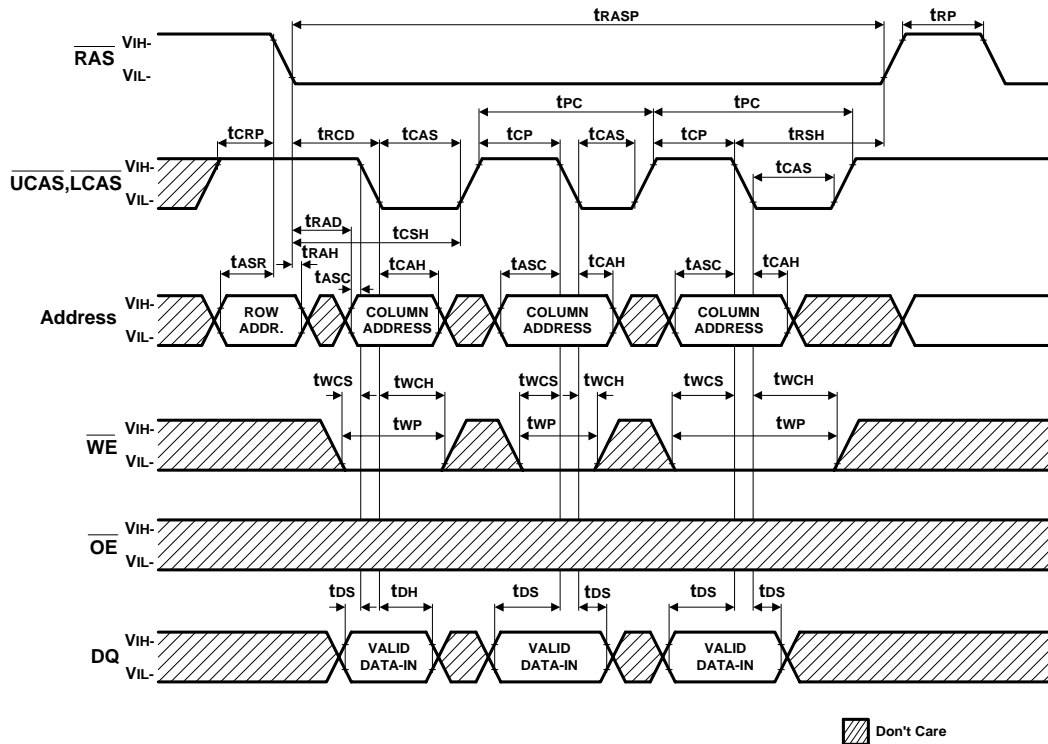 tRASP tRP
VIH-
RAS
VIL-
tPC tPC
tCRP tRCD tCAS tCP tCAS tCP tRSH
VIH-
UCAS,LCAS tCAS
VIL-
tRAD
tCSH
tASR tRAH
tASC tCAH tASC tCAH tASC tCAH
VIH-
Address ROW ADDR. COLUMN ADDRESS COLUMN ADDRESS COLUMN ADDRESS
VIL-
tWCS tWCH tWCS tWCH tWCS tWCH
tWP tWP tWP
VIH-
WE
VIL-
VIH-
OE
VIL-
tDS tDH tDS tDS tDS tDS
VIH-
DQ VALID DATA-IN VALID DATA-IN VALID DATA-IN
VIL-
Don't Care